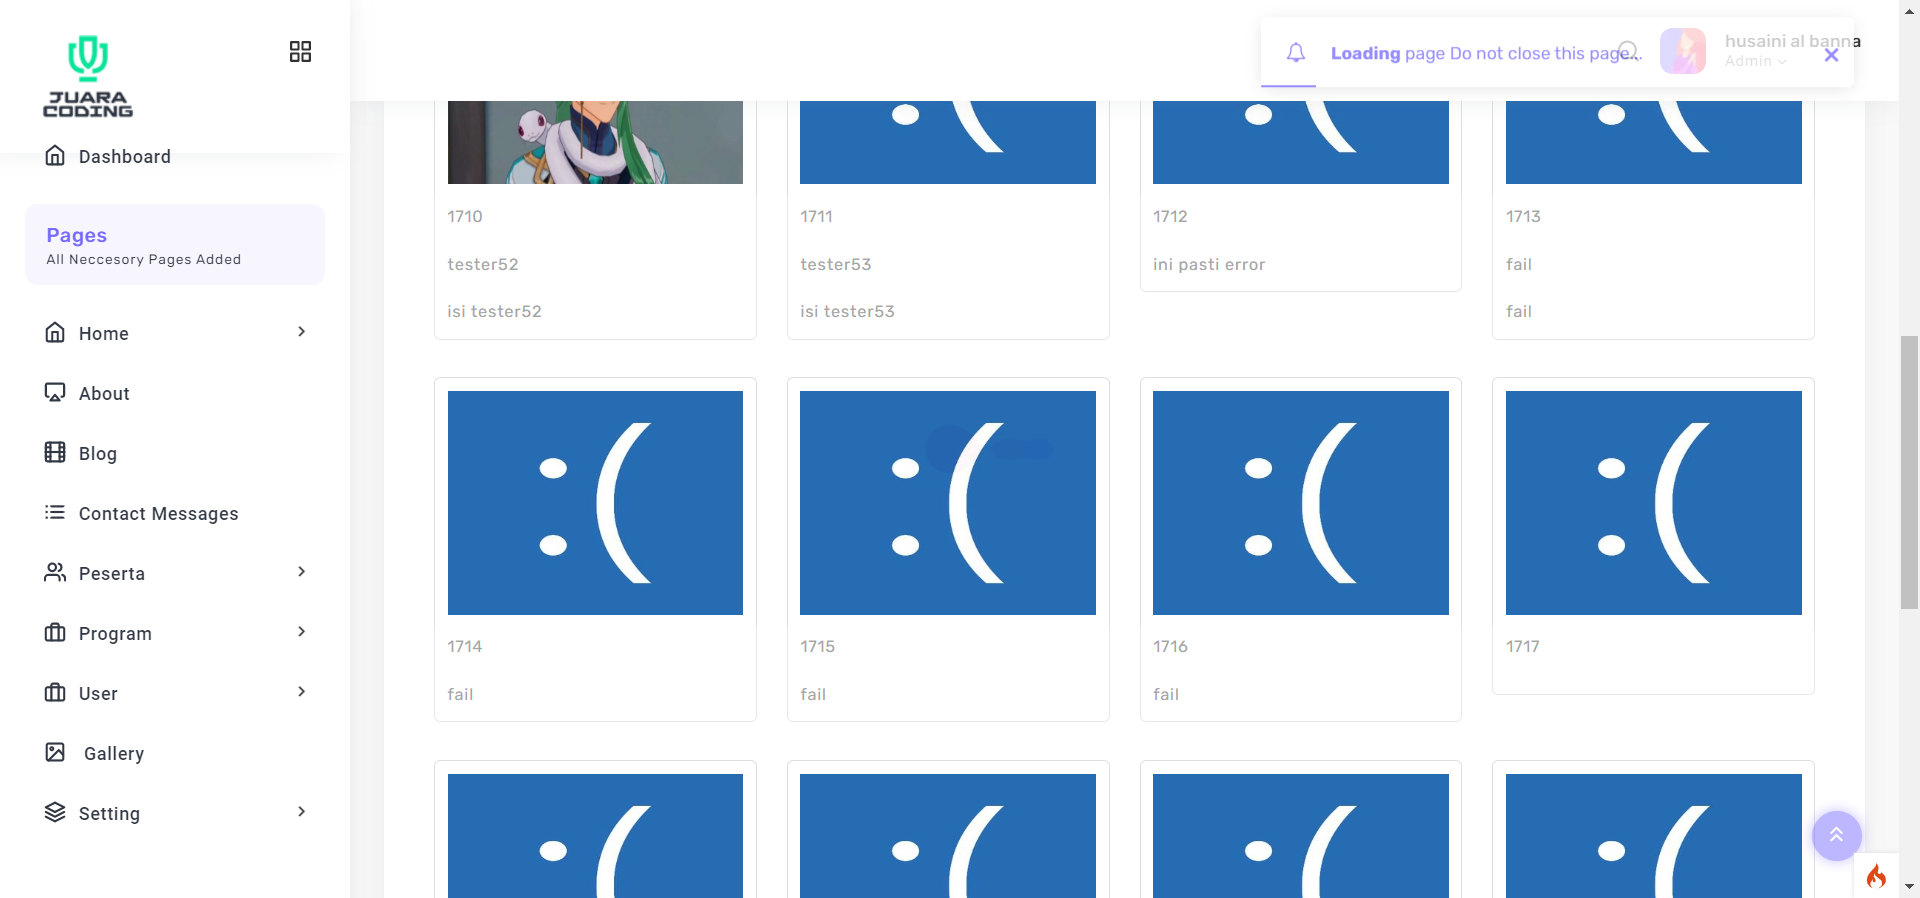 JUARA
CODING
Dashboard
Pages
All Neccesory Pages Added
Home
About
Blog
Contact Messages
Peserta
Program
User
Gallery
Setting
Loading page Do not close this page...
husaini al banna
Admin
1710
tester52
isi tester52
1711
tester53
isi tester53
1712
ini pasti error
1713
fail
fail
:(
:(
:(
:(
1714
fail
1715
fail
1716
fail
1717